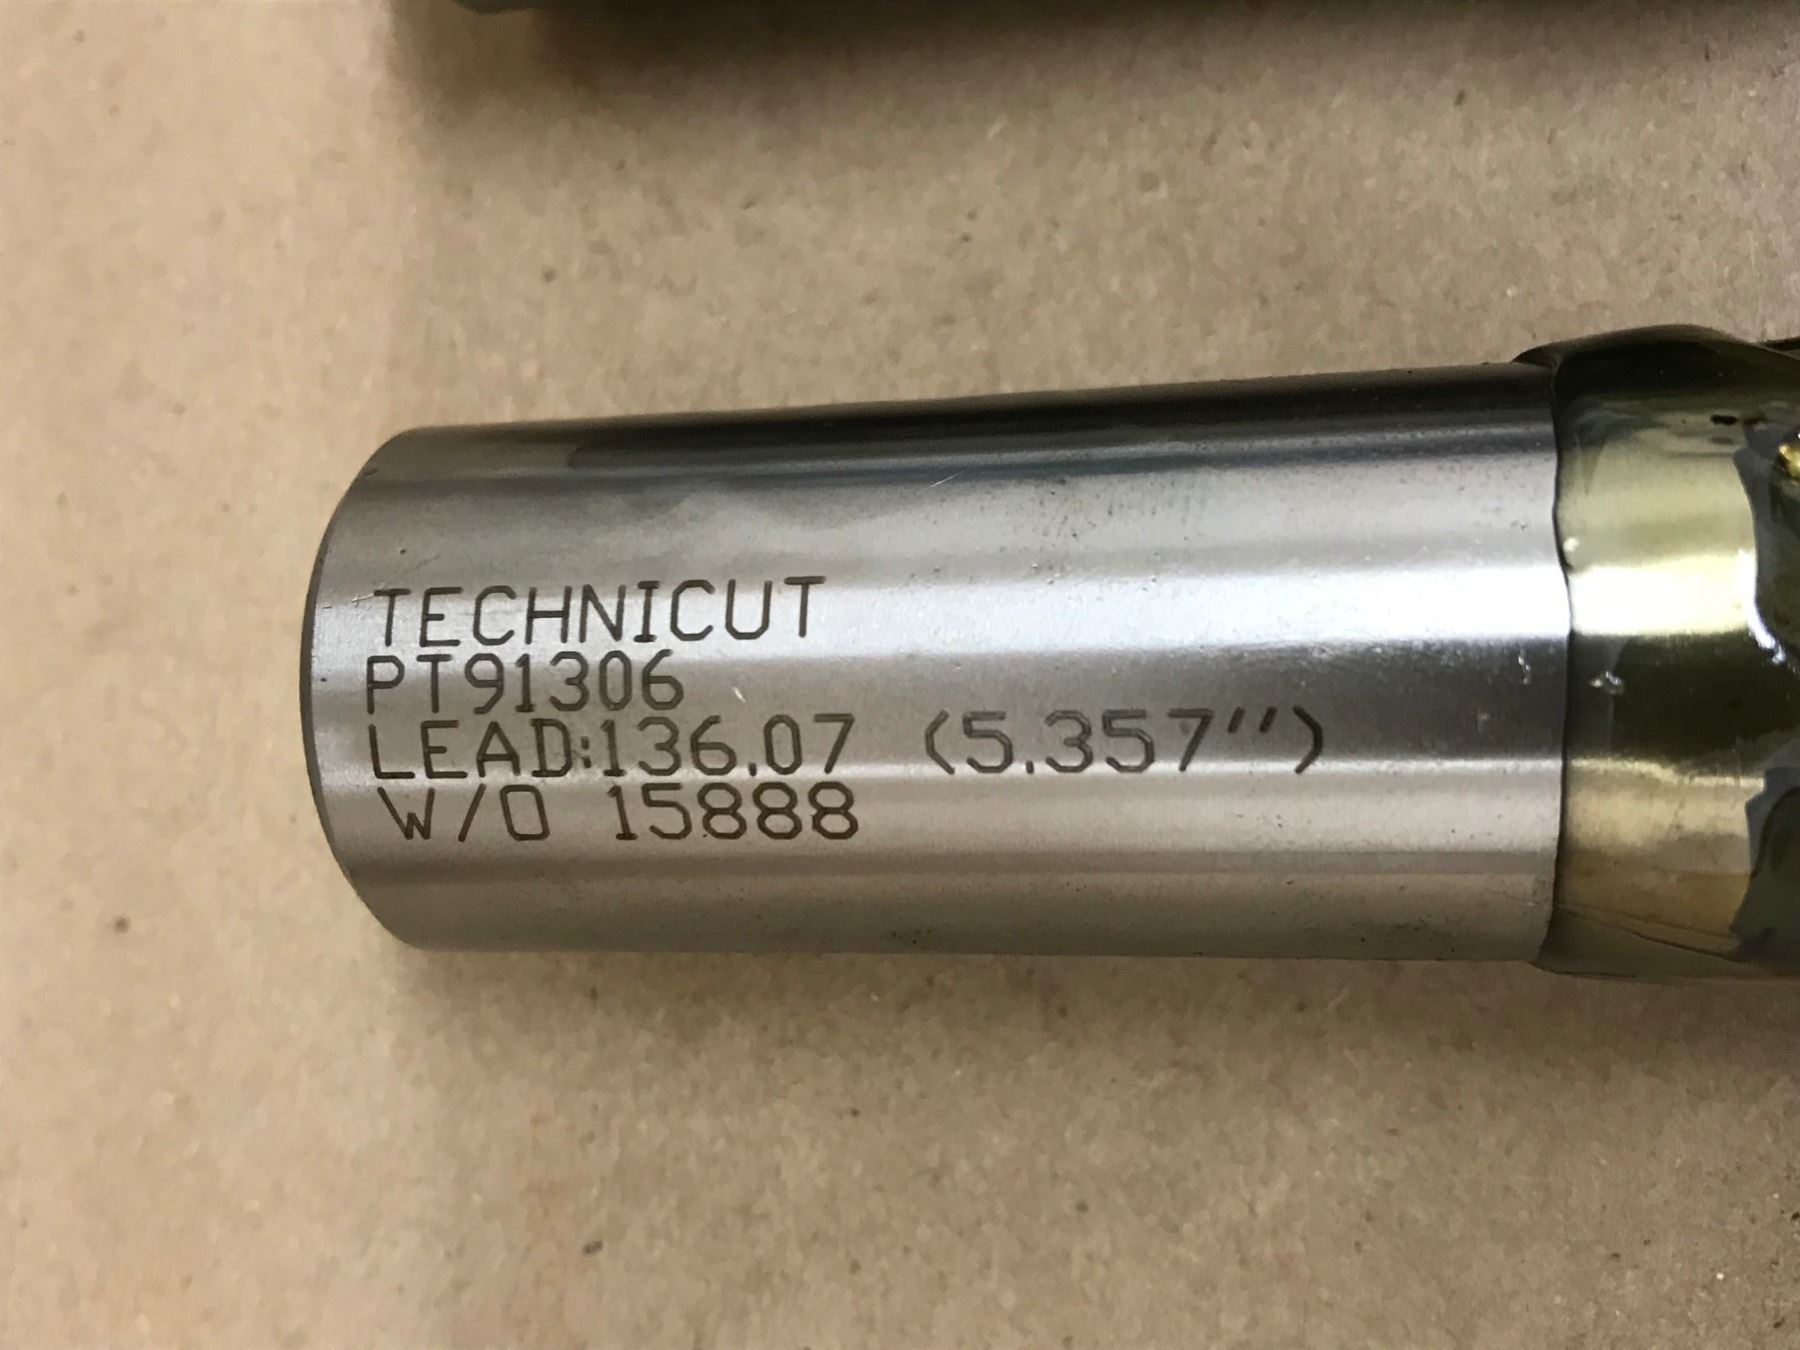 TECHNICUT
PT91306
LEAD:136.07 (5.357")
W/O 15888